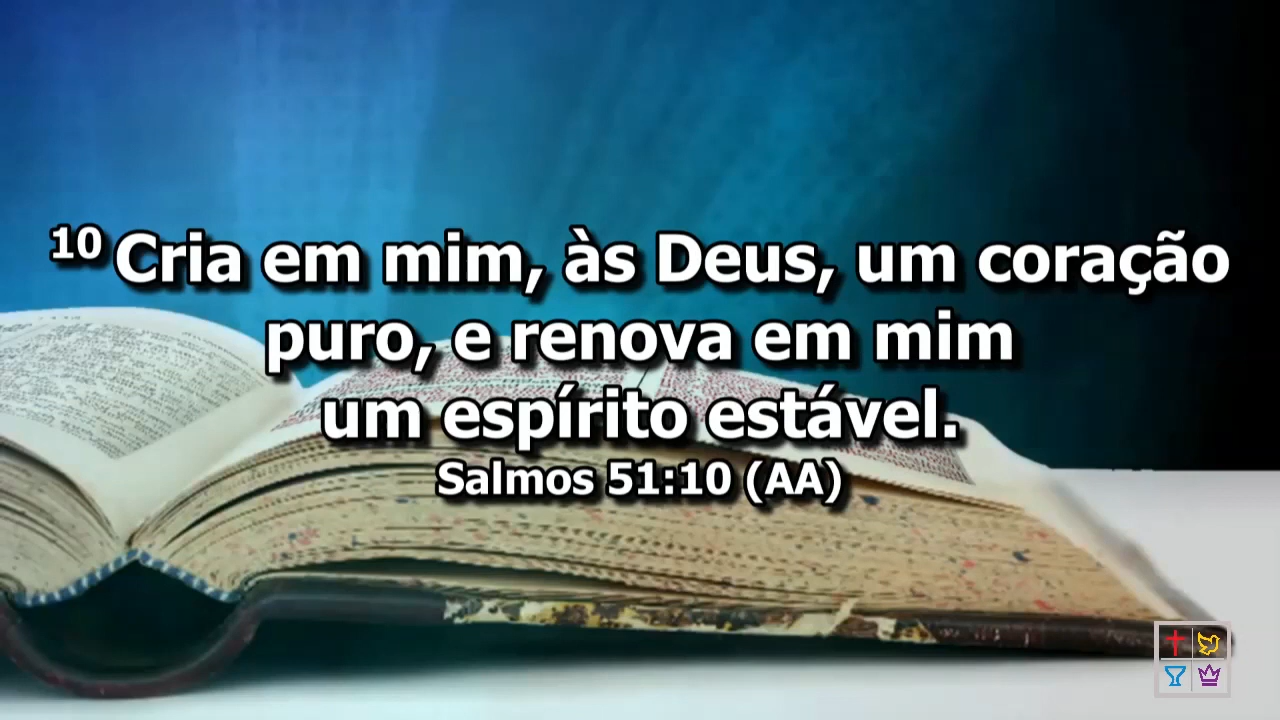 10 Cria em mim, às Deus, um coração
puro, e renova em mim
um espírito estável.
Salmos 51:10 (AA)